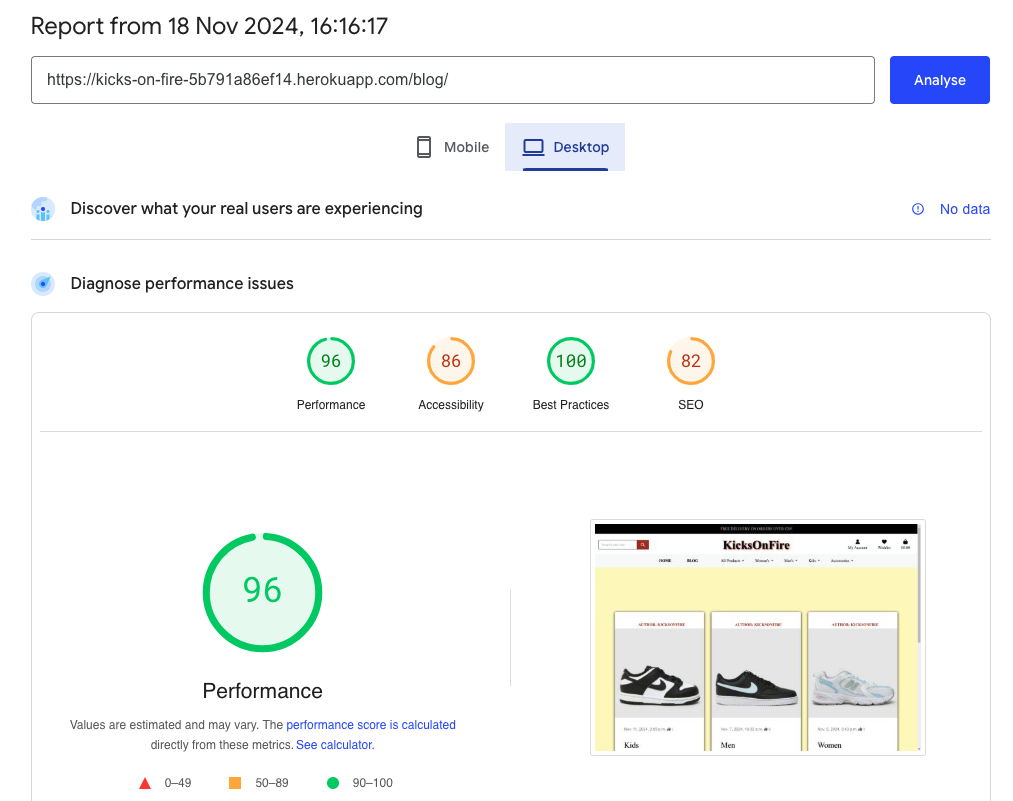 Report from 18 Nov 2024, 16:16:17
https://kicks-on-fire-5b791a86ef14.herokuapp.com/blog/
Analyse
Mobile
Desktop
Discover what your real users are experiencing
No data
Diagnose performance issues
96
86
100
82
Performance
Accessibility
Best Practices
SEO
96
Performance
Values are estimated and may vary. The performance score is calculated
directly from these metrics. See calculator.
0–49
50–89
90–100
KicksOnFire
My Account
Wishlist
HOME
BLOG
All Products
Women's
Men's
Kids
Accessories
AUTHOR: KICKSONFIRE
AUTHOR: KICKSONFIRE
AUTHOR: KICKSONFIRE
Kids
Men
Women